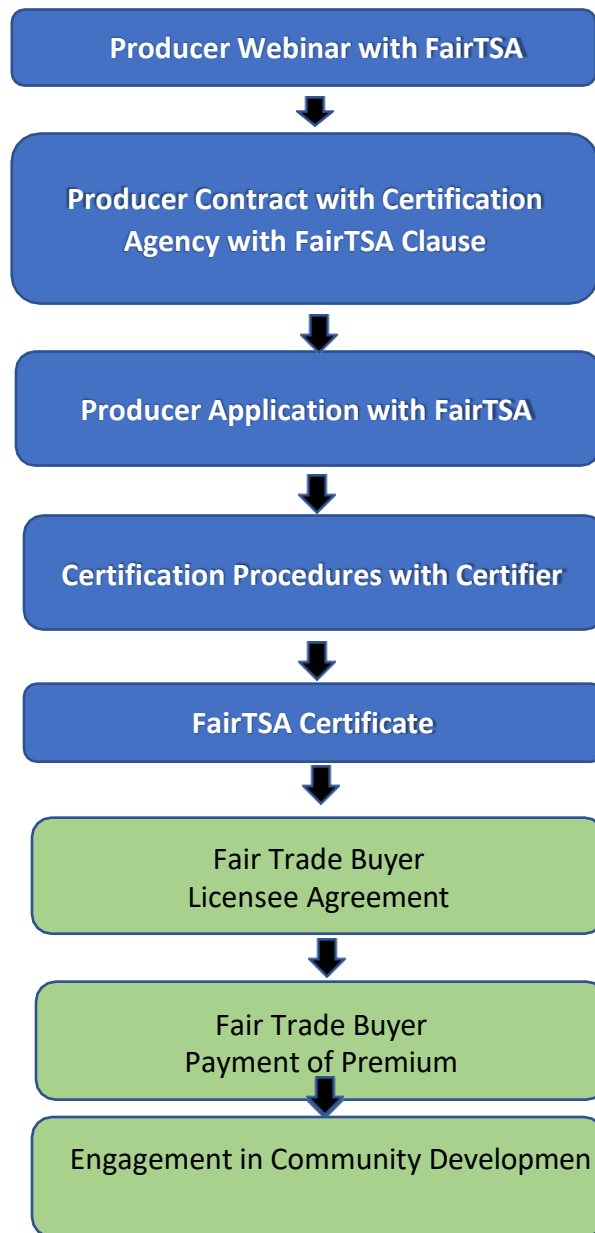 Producer Webinar with FairTSA
Producer Contract with Certification
Agency with FairTSA Clause
Producer Application with FairTSA
Certification Procedures with Certifier
FairTSA Certificate
Fair Trade Buyer
Licensee Agreement
Fair Trade Buyer
Payment of Premium
Engagement in Community Developmen